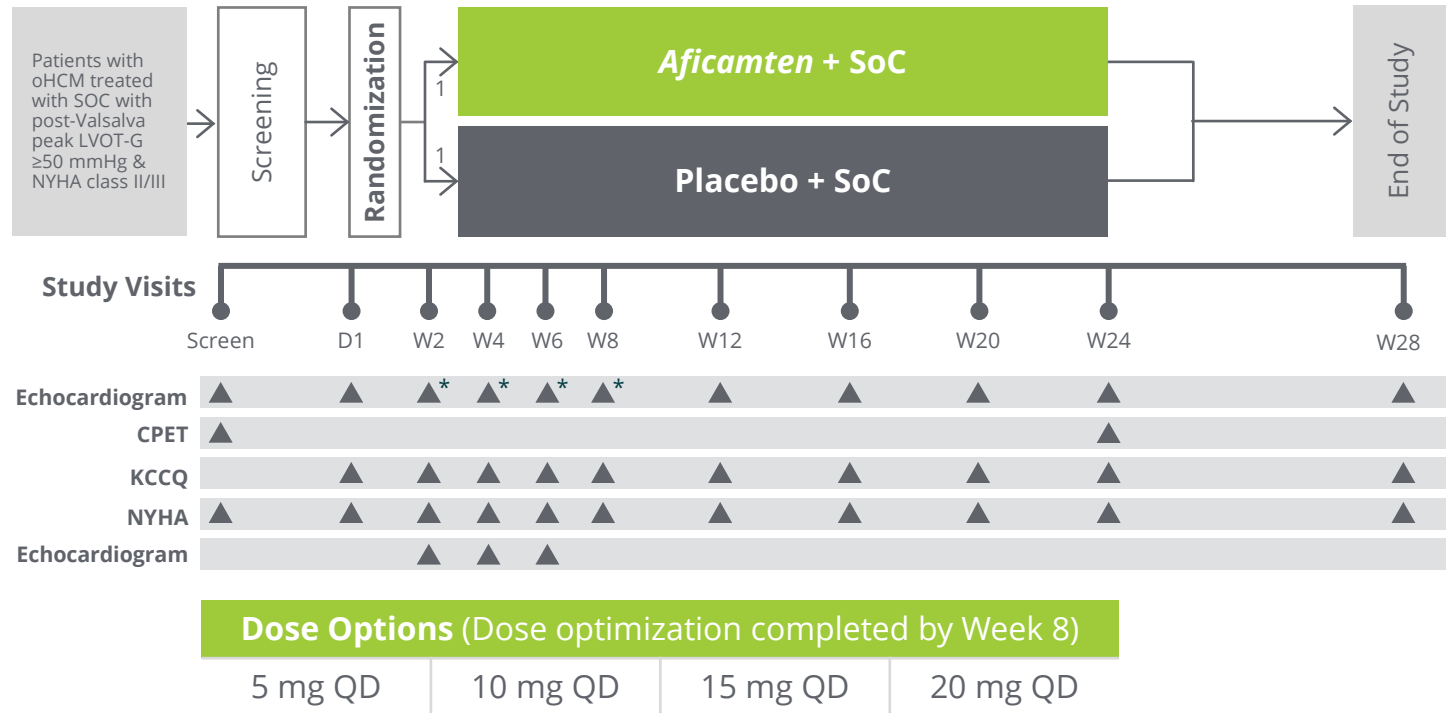 Patients with
oHCM treated
with SOC with
post-Valsalva
peak LVOT-G
≥50 mmHg &
NYHA class II/III
Screening
Randomization
1
1
Aficamten + SoC
Placebo + SoC
End of Study
Study Visits
Screen D1 W2 W4 W6 W8 W12 W16 W20 W24 W28
Echocardiogram * * * *
CPET
KCCQ
NYHA
Echocardiogram
Dose Options (Dose optimization completed by Week 8)
5 mg QD 10 mg QD 15 mg QD 20 mg QD